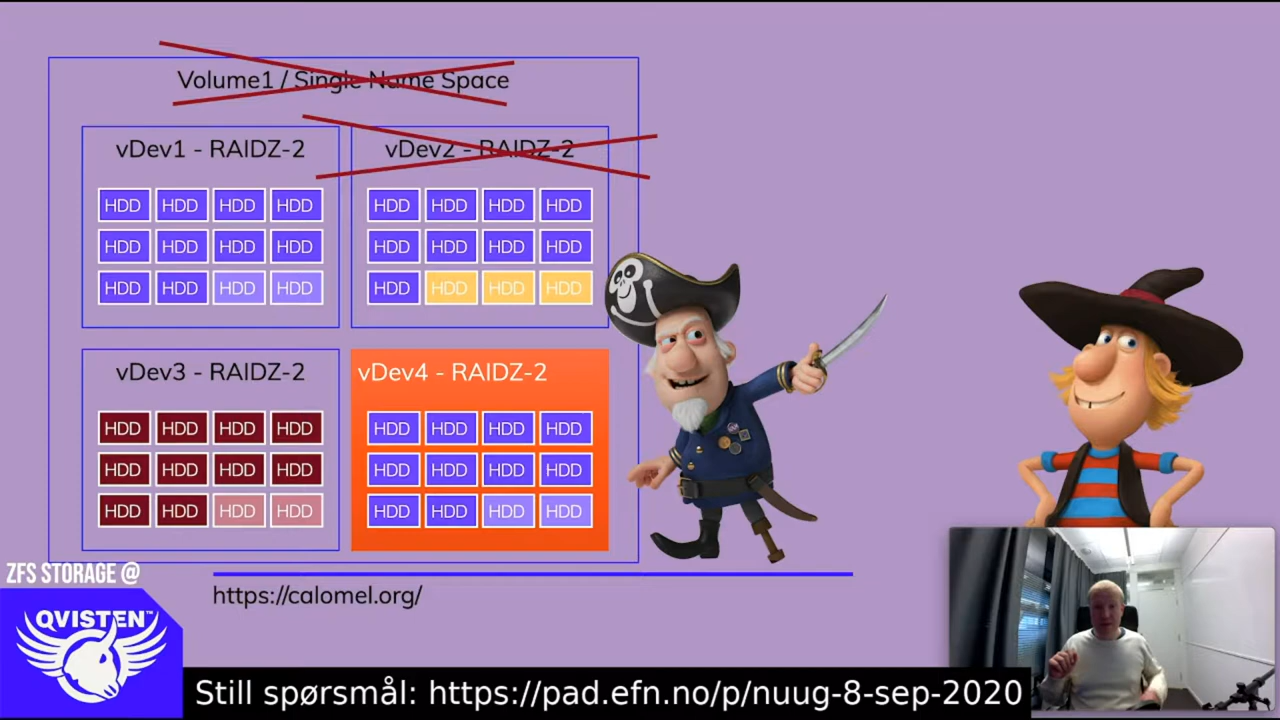 Volume1 / Single Name Space
vDev1 - RAIDZ-2
HDD HDD HDD HDD
HDD HDD HDD HDD
HDD HDD HDD HDD
vDev2 - RAIDZ-2
HDD HDD HDD HDD
HDD HDD HDD HDD
HDD HDD HDD HDD
vDev3 - RAIDZ-2
HDD HDD HDD HDD
HDD HDD HDD HDD
HDD HDD HDD HDD
vDev4 - RAIDZ-2
HDD HDD HDD HDD
HDD HDD HDD HDD
HDD HDD HDD HDD
ZFS STORAGE @
QVISTEN™
https://calomel.org/
Still spørsmål: https://pad.efn.no/p/nuug-8-sep-2020